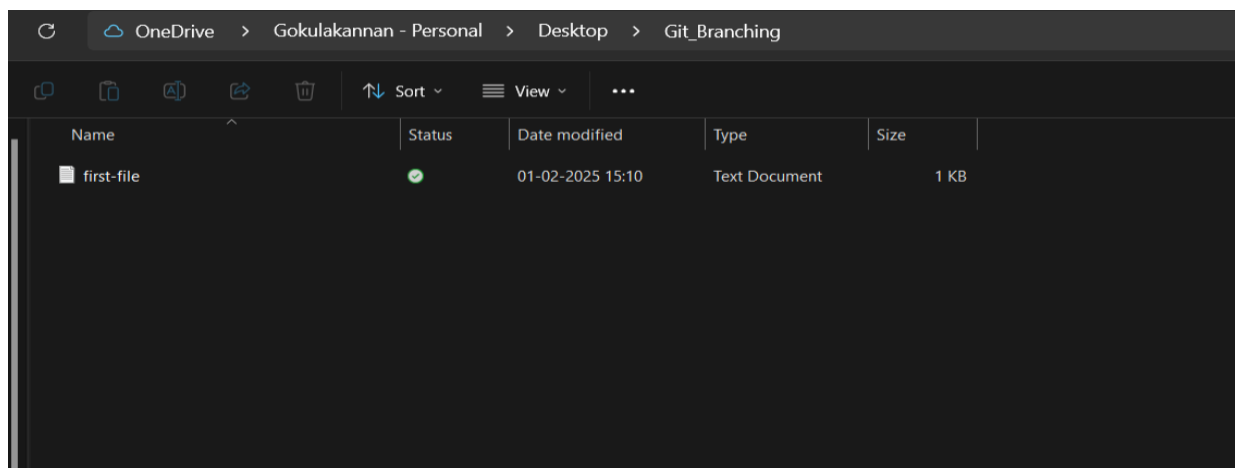 OneDrive > Gokulakannan - Personal > Desktop > Git_Branching
Sort View
Name Status Date modified Type Size
first-file 01-02-2025 15:10 Text Document 1 KB